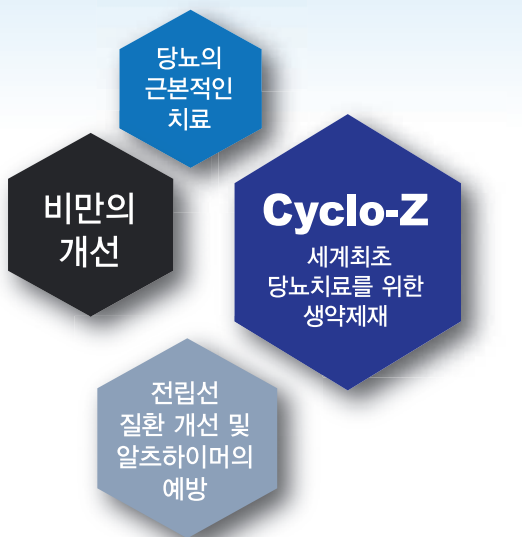 당뇨의
근본적인
치료
비만의
개선
Cyclo-Z
세계최초
당뇨치료를 위한
생약제재
전립선
질환 개선 및
알츠하이머의
예방